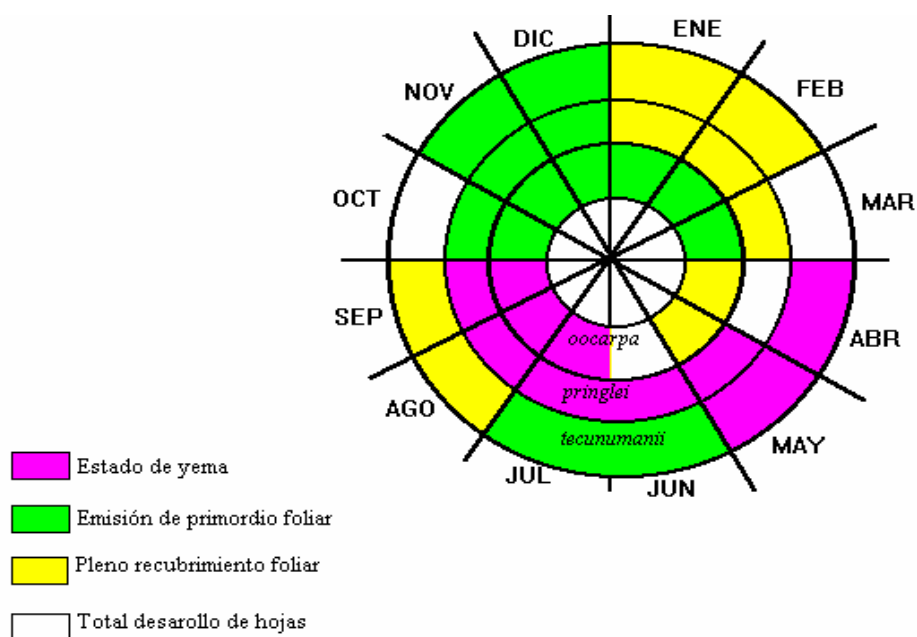 ENE
FEB
MAR
ABR
MAY
JUN
JUL
AGO
SEP
OCT
NOV
DIC
oocarpa
pringlei
tecunumanii
Estado de yema
Emisión de primordio foliar
Pleno recubrimiento foliar
Total desarollo de hojas